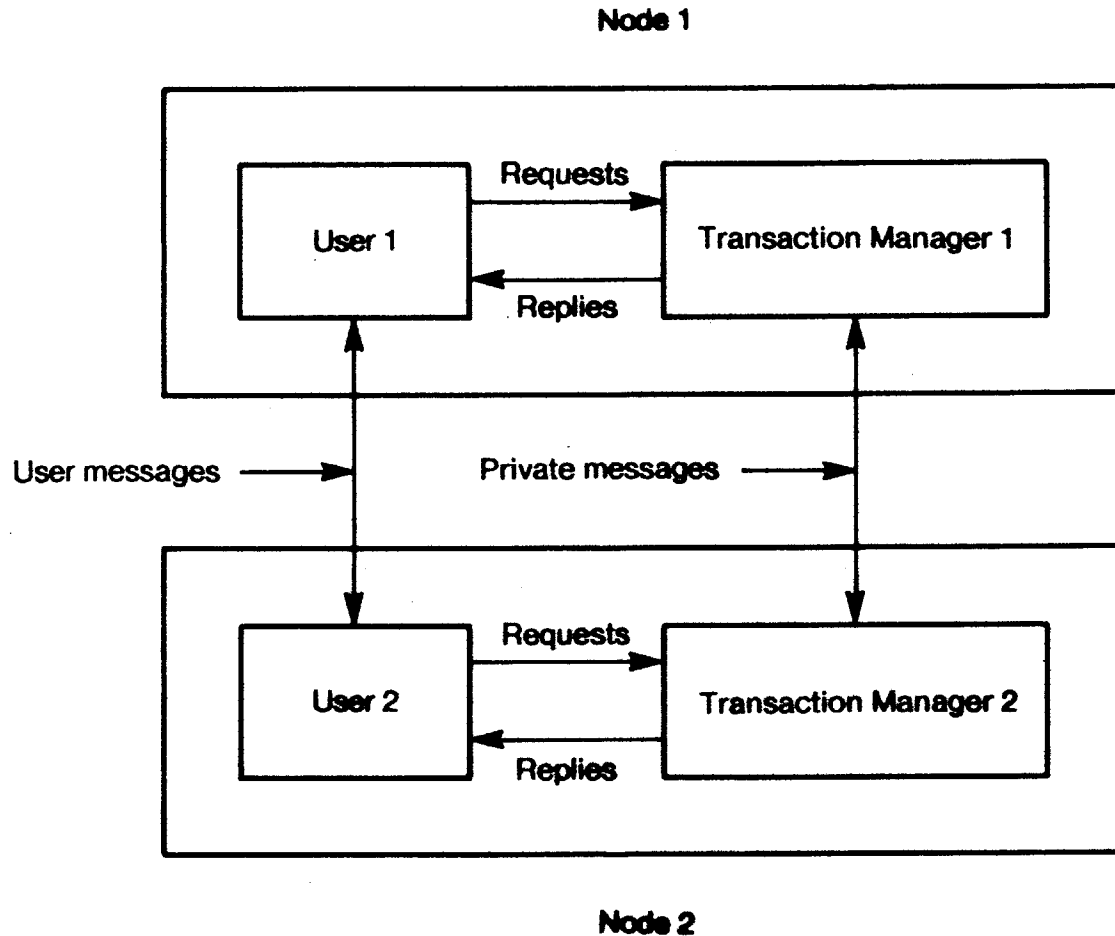 Node 1
Requests
User 1
Transaction Manager 1
Replies
User messages
Private messages
Requests
User 2
Transaction Manager 2
Replies
Node 2